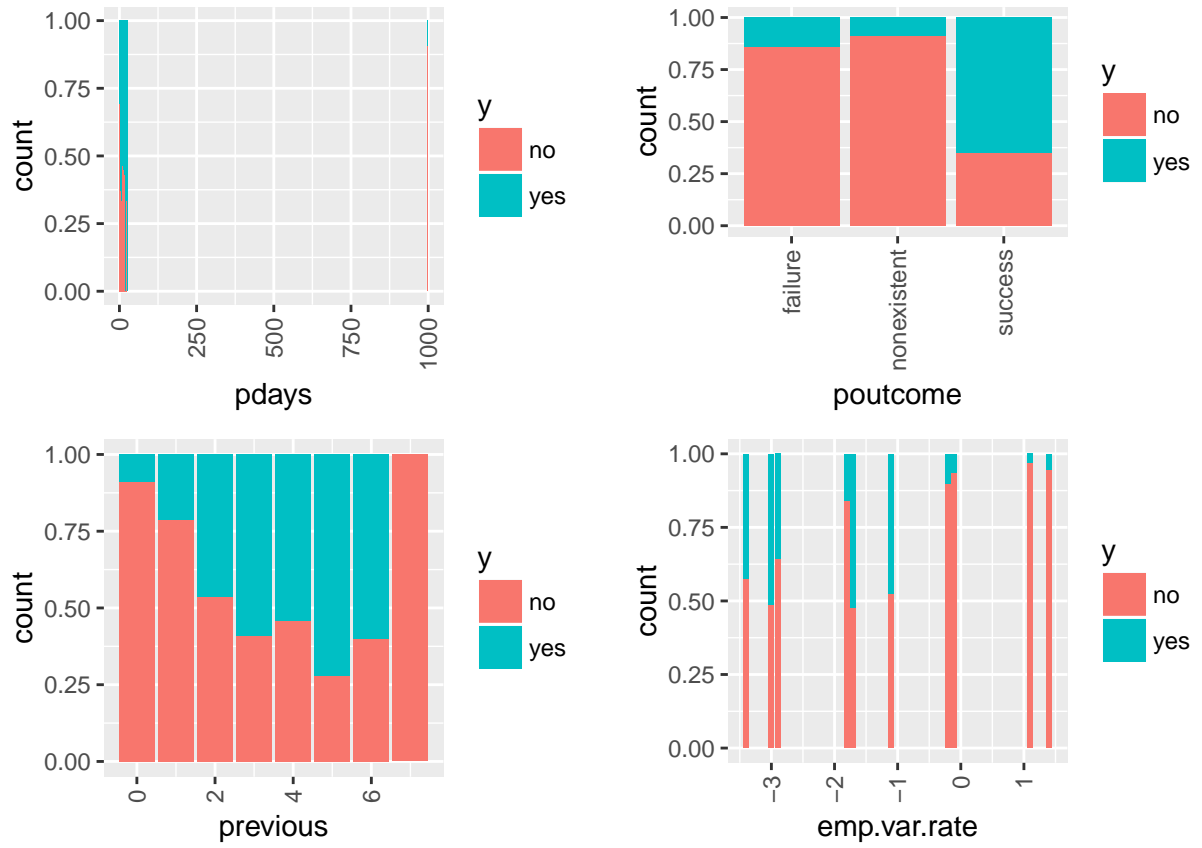 1.00
0.75
0.50
0.25
0.00
count
0
250
500
750
1000
pdays
y
no
yes
1.00
0.75
0.50
0.25
0.00
count
failure
nonexistent
success
poutcome
y
no
yes
1.00
0.75
0.50
0.25
0.00
count
0
2
4
6
previous
y
no
yes
1.00
0.75
0.50
0.25
0.00
count
−3
−2
−1
0
1
emp.var.rate
y
no
yes